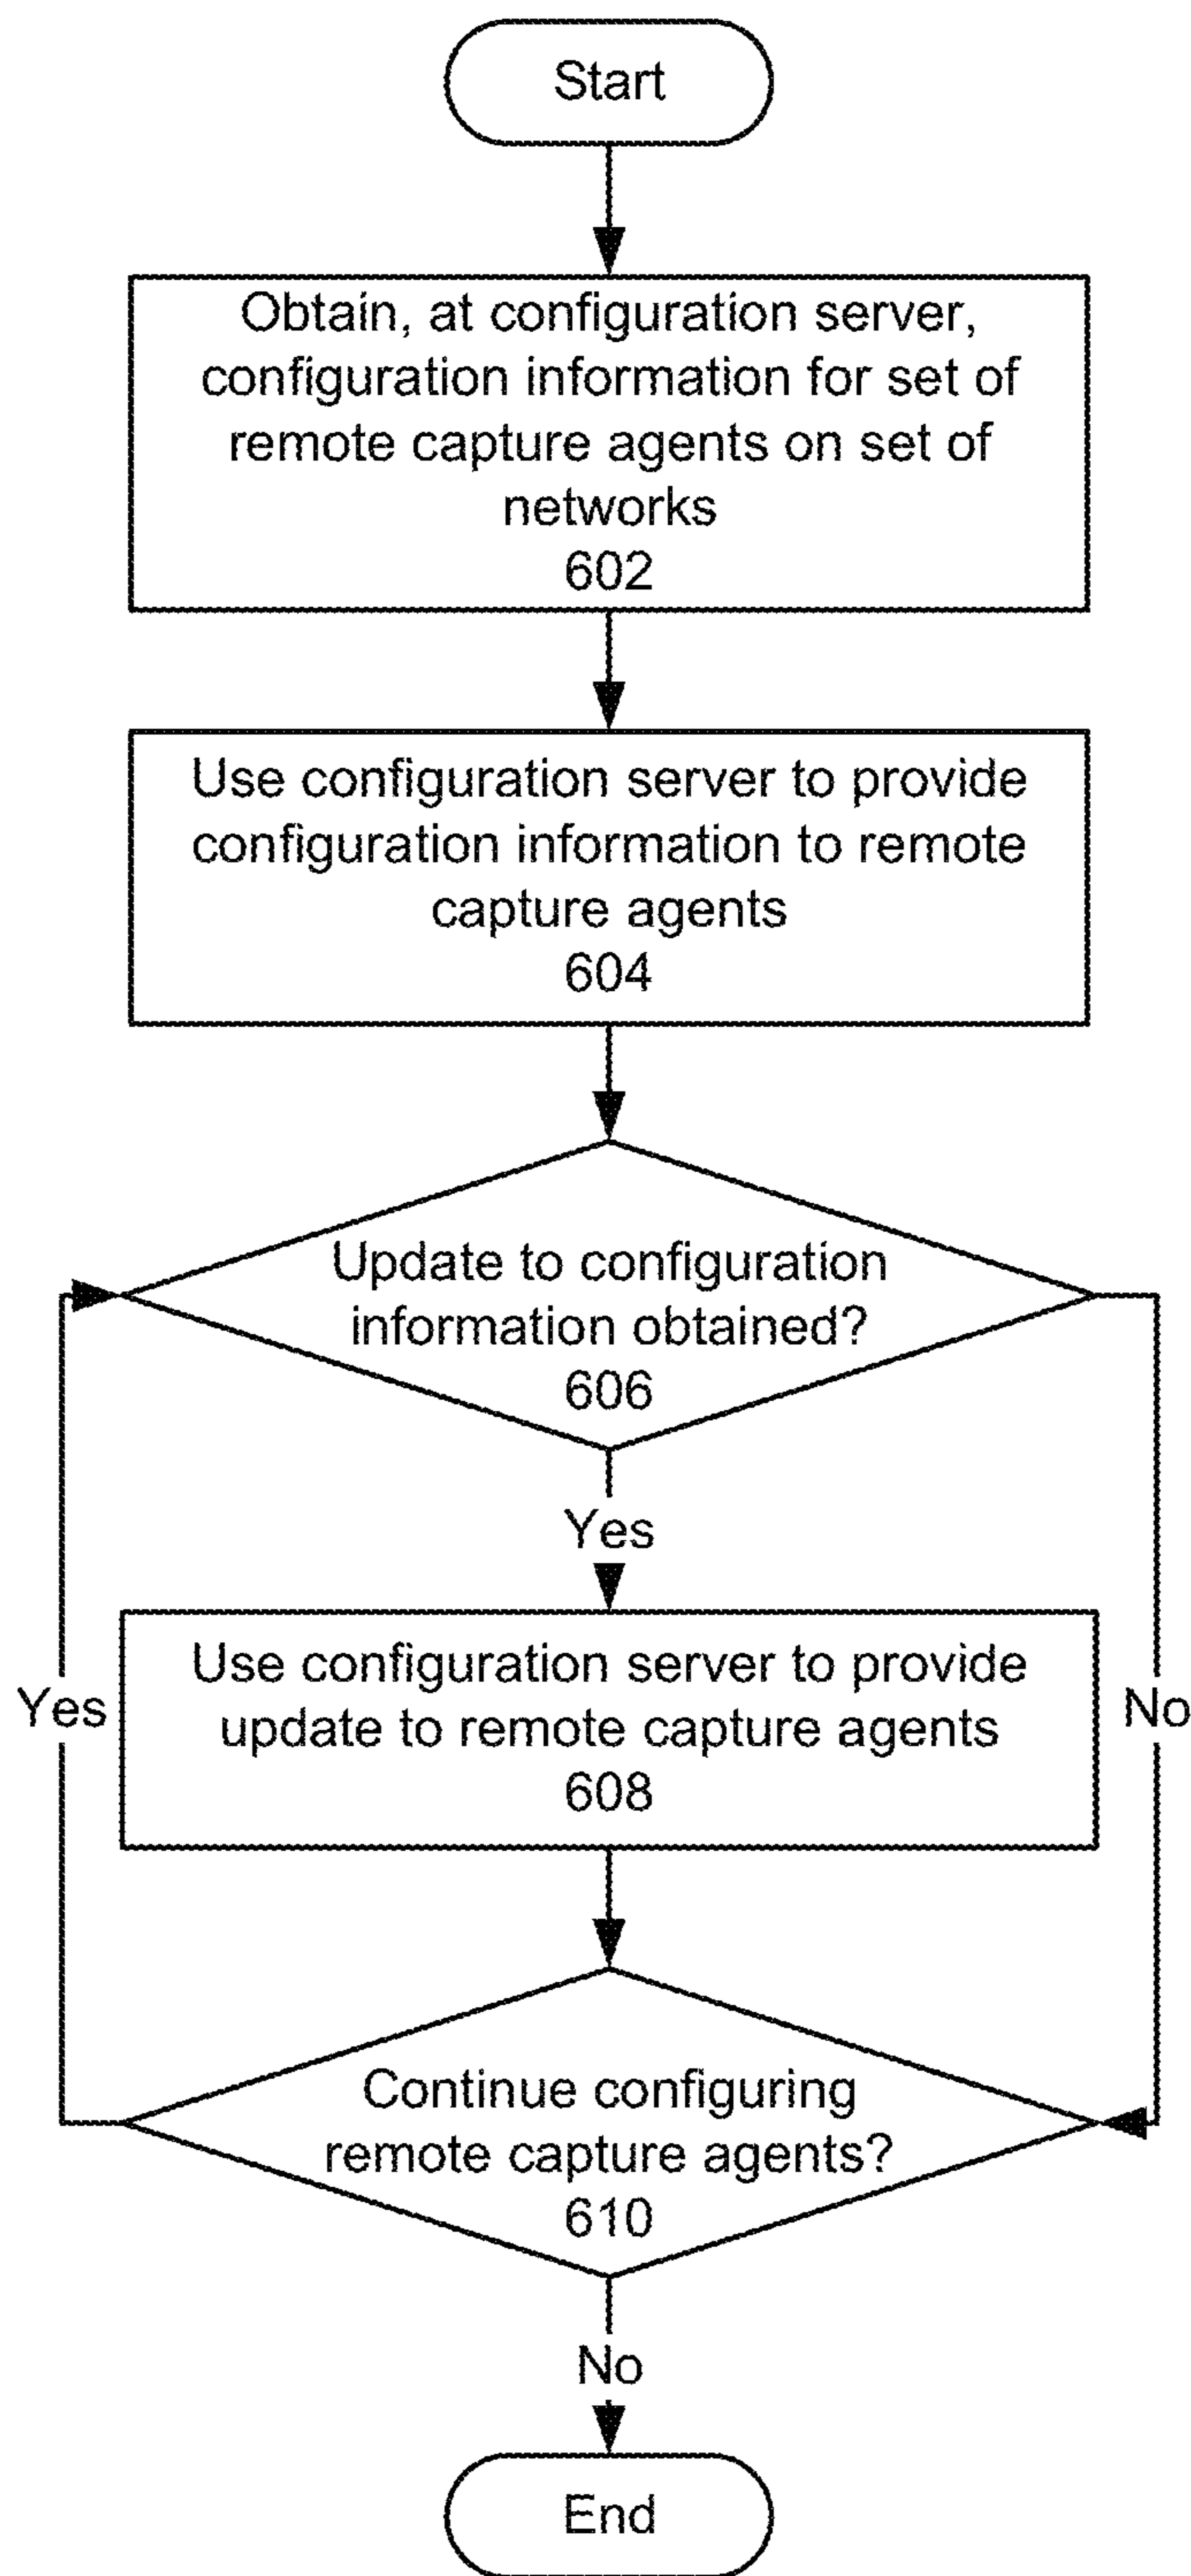 Start
Obtain, at configuration server,
configuration information for set of
remote capture agents on set of
networks
602
Use configuration server to provide
configuration information to remote
capture agents
604
Update to configuration
information obtained?
606
Yes
Use configuration server to provide
update to remote capture agents
608
Yes
No
Continue configuring
remote capture agents?
610
No
End